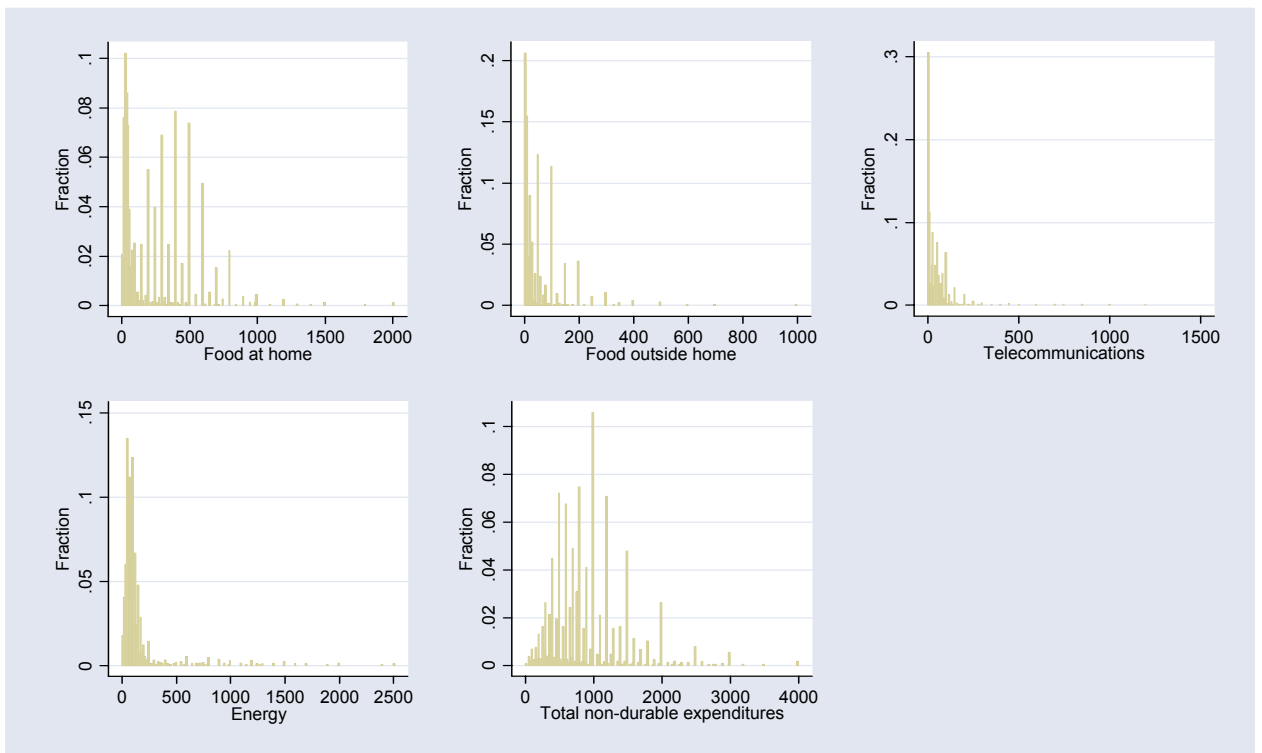 Fraction
0 .02 .04 .06 .08 .1
0 500 1000 1500 2000
Food at home
Fraction
0 .05 .1 .15 .2
0 200 400 600 800 1000
Food outside home
Fraction
0 .1 .2 .3
0 500 1000 1500
Telecommunications
Fraction
0 .05 .1 .15
0 500 1000 1500 2000 2500
Energy
Fraction
0 .02 .04 .06 .08 .1
0 1000 2000 3000 4000
Total non-durable expenditures